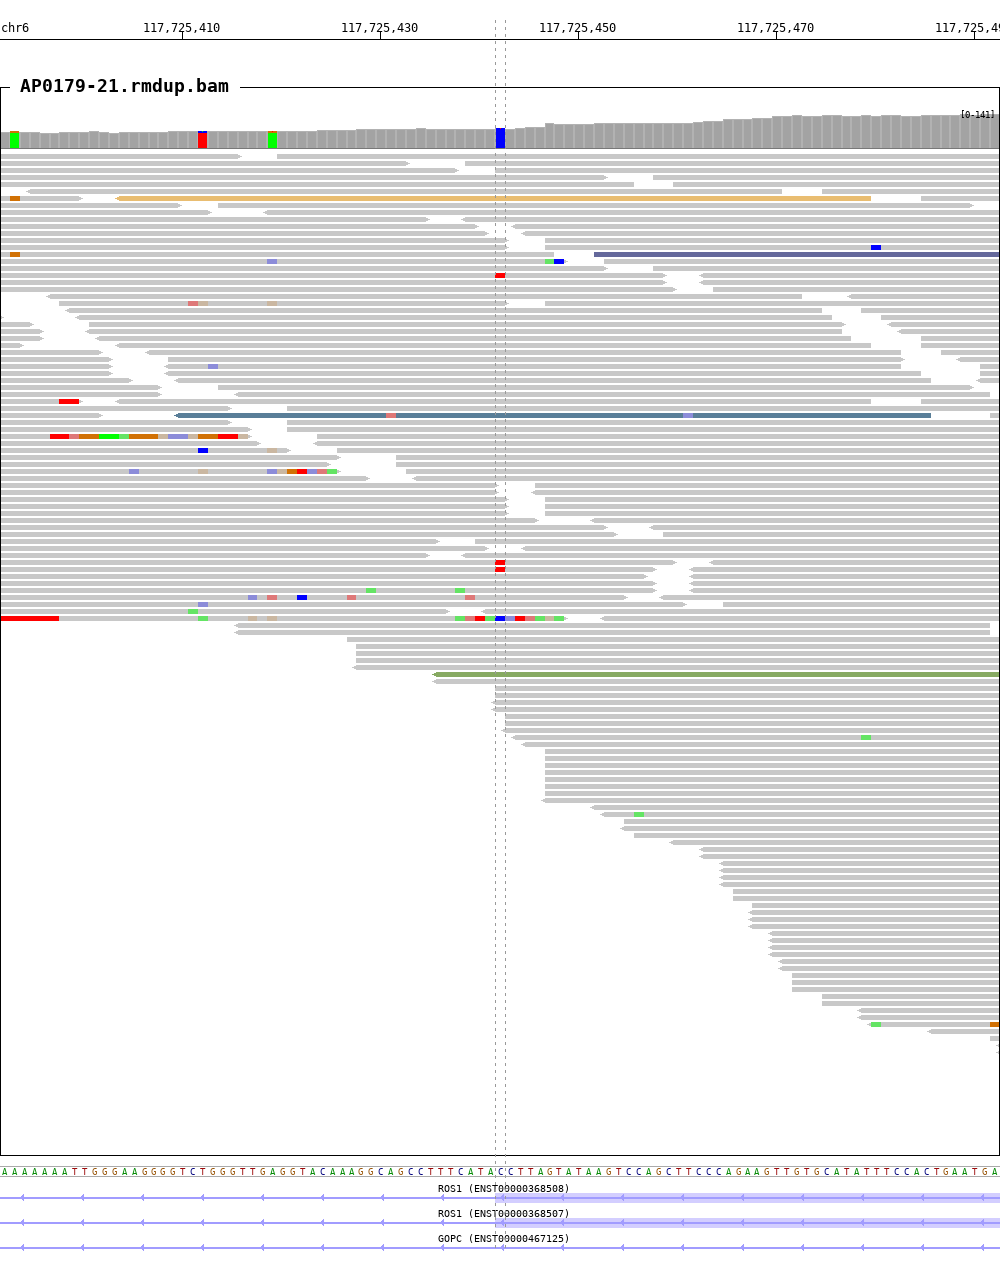 chr6 117,725,410 117,725,430 117,725,450 117,725,470 117,725,49
AP0179-21.rmdup.bam
[0-141]
A A A A A A A T T G G G A A G G G G T C T G G G T T G A G G T A C A A A G G C A G C C T T T C A T A C C T T A G T A T A A G T C C A G C T T C C C A G A A G T T G T G C A T A T T T C C A C T G A A T G A
ROS1 (ENST00000368508)
ROS1 (ENST00000368507)
GOPC (ENST00000467125)